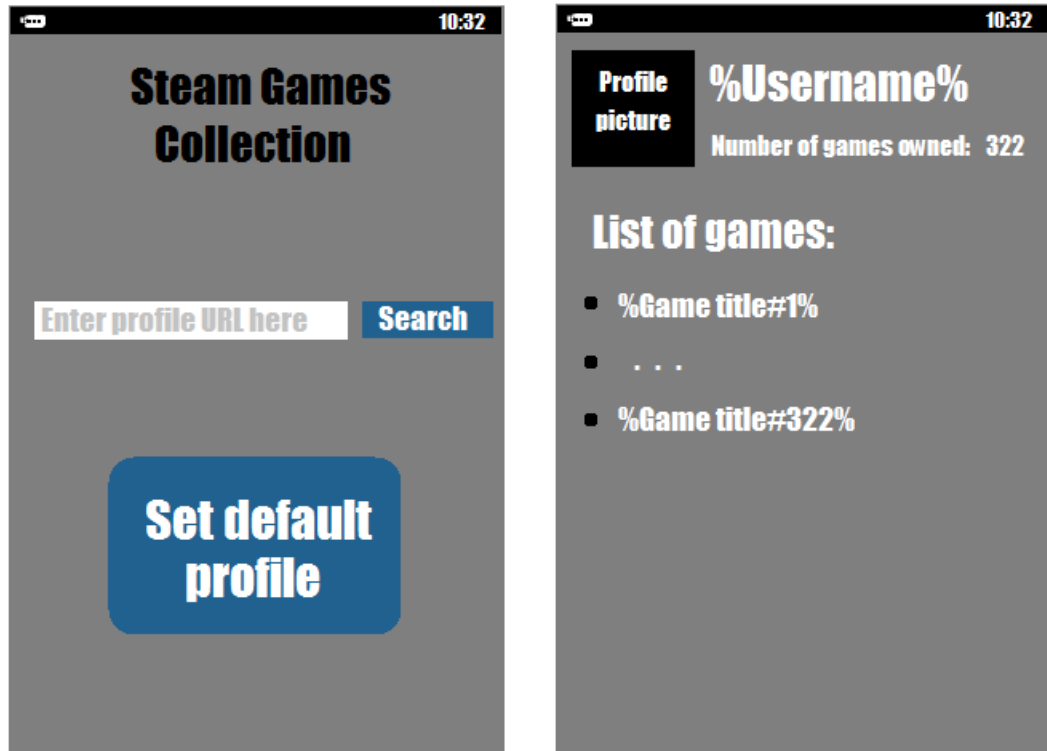 10:32
Steam Games
Collection
Enter profile URL here
Search
Set default
profile
10:32
Profile
picture
%Username%
Number of games owned: 322
List of games:
%Game title#1%
. . .
%Game title#322%